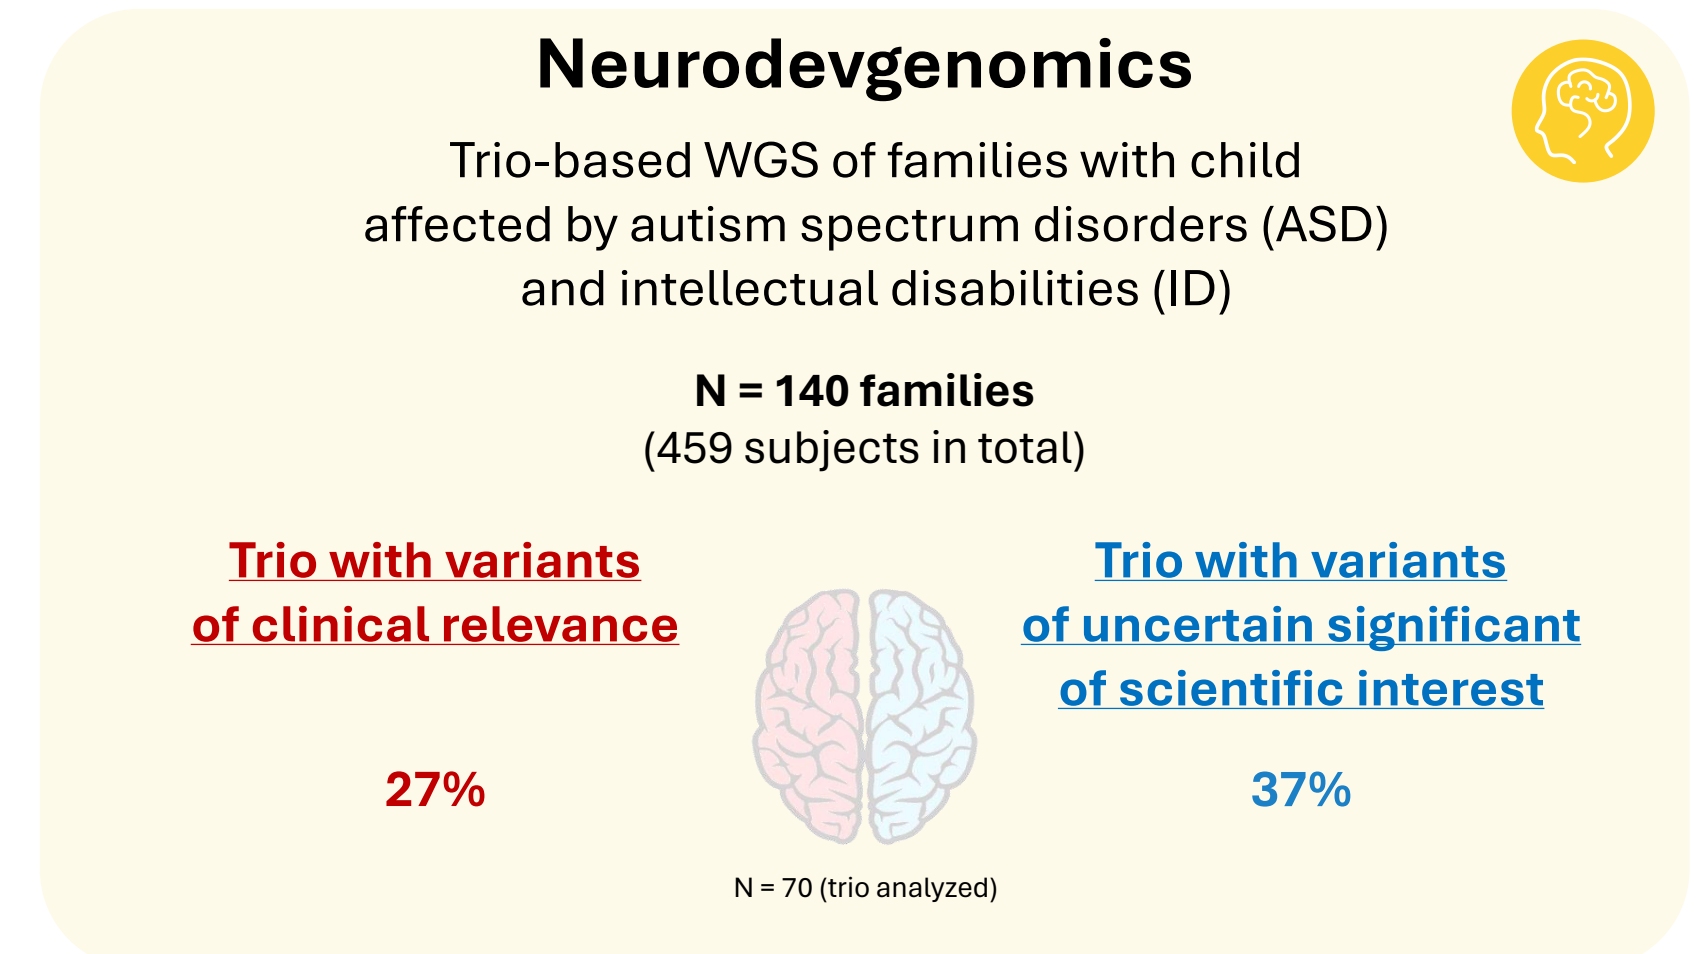 Neurodevgenomics
Trio-based WGS of families with child
affected by autism spectrum disorders (ASD)
and intellectual disabilities (ID)
N = 140 families
(459 subjects in total)
Trio with variants
of clinical relevance
27%
Trio with variants
of uncertain significant
of scientific interest
37%
N = 70 (trio analyzed)